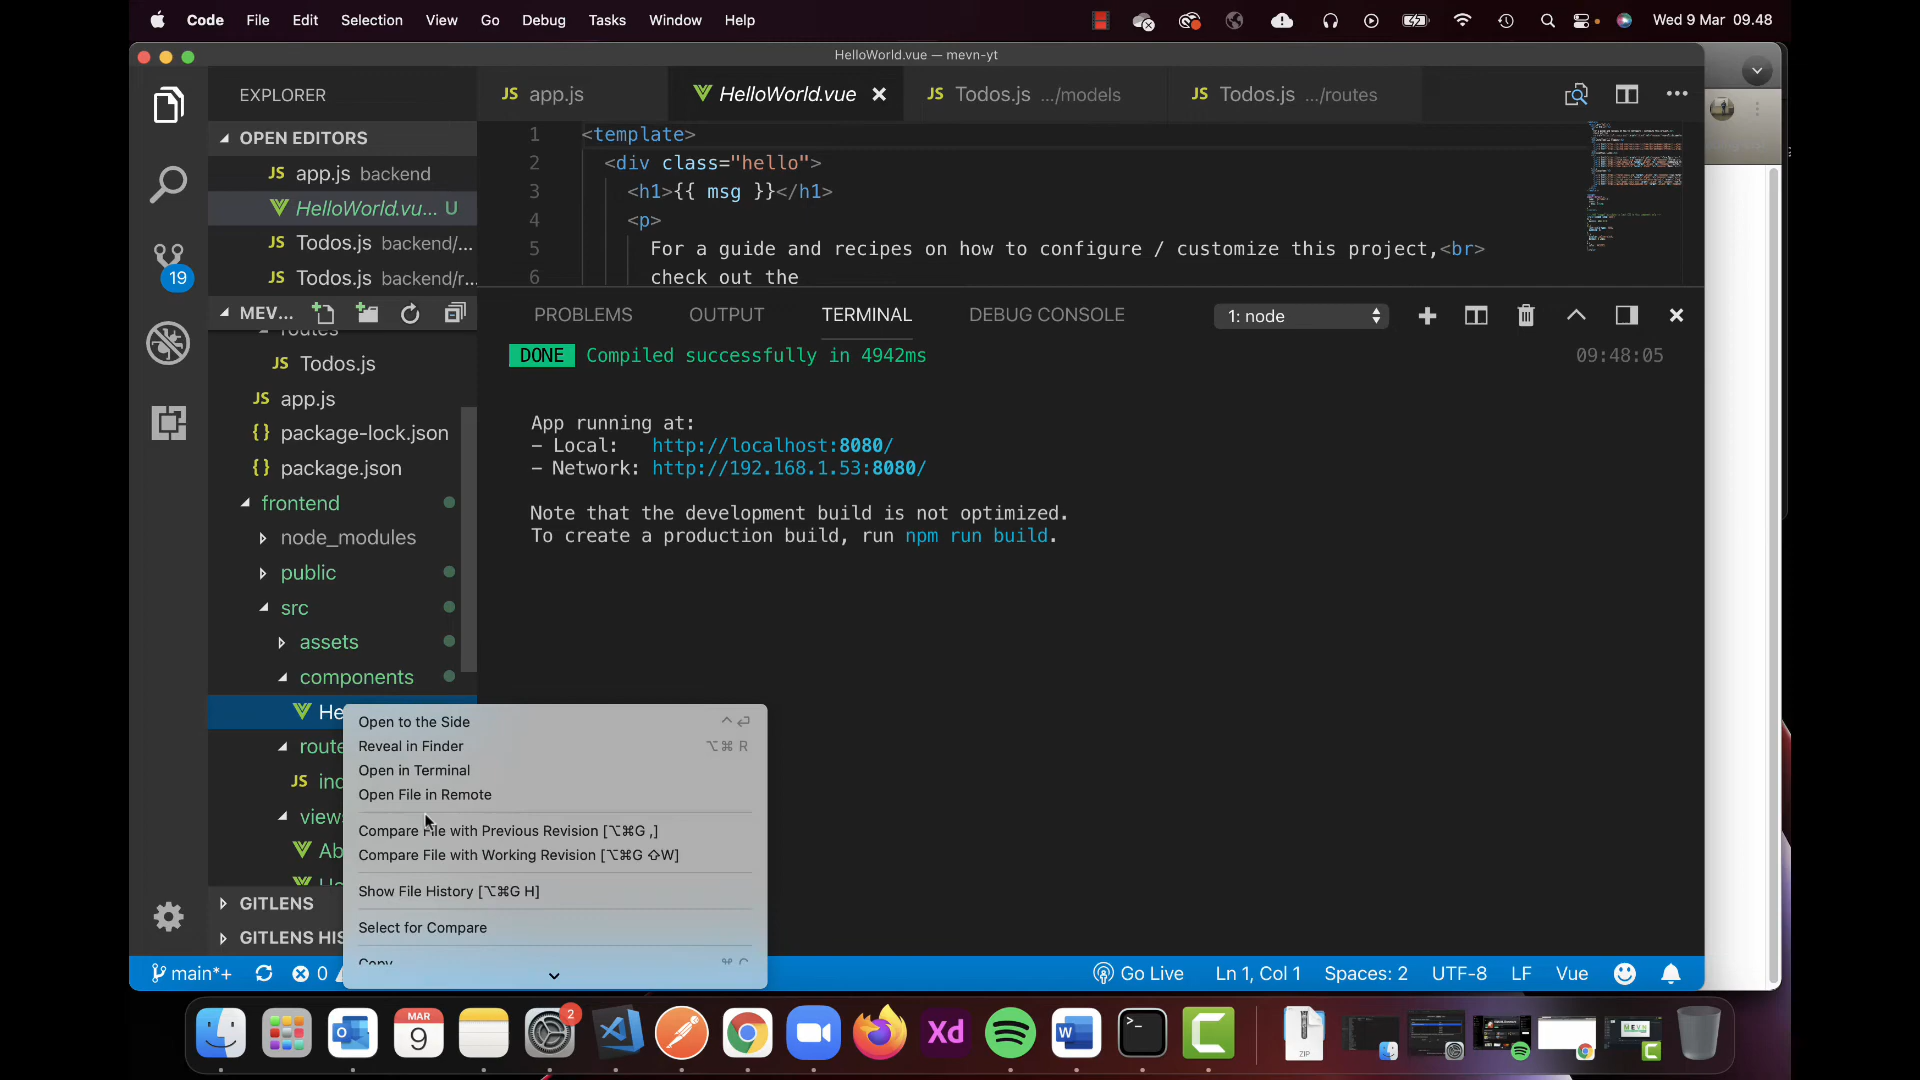 Code File Edit Selection View Go Debug Tasks Window Help Wed 9 Mar 09.48
HelloWorld.vue — mevn-yt
EXPLORER
JS app.js
HelloWorld.vue
JS Todos.js .../models
JS Todos.js .../routes
OPEN EDITORS
JS app.js backend
HelloWorld.vu... U
JS Todos.js backend/...
JS Todos.js backend/r...
19
MEV...
routes
JS Todos.js
JS app.js
{} package-lock.json
{} package.json
frontend
node_modules
public
src
assets
components
He
route
JS ind
views
Ab
GITLENS
GITLENS HIS
1 <template>
2 <div class="hello">
3 <h1>{{ msg }}</h1>
4 <p>
5 For a guide and recipes on how to configure / customize this project,<br>
6 check out the
PROBLEMS OUTPUT TERMINAL DEBUG CONSOLE 1: node
DONE Compiled successfully in 4942ms 09:48:05
App running at:
- Local: http://localhost:8080/
- Network: http://192.168.1.53:8080/
Note that the development build is not optimized.
To create a production build, run npm run build.
Open to the Side ^⏎
Reveal in Finder ⌥⌘ R
Open in Terminal
Open File in Remote
Compare File with Previous Revision [⌥⌘G ,]
Compare File with Working Revision [⌥⌘G ⇧W]
Show File History [⌥⌘G H]
Select for Compare
Copy ⌘ C
main*+ 0
Go Live Ln 1, Col 1 Spaces: 2 UTF-8 LF Vue
MAR
9
2
Xd
W
>_
C
ZIP
MEVN